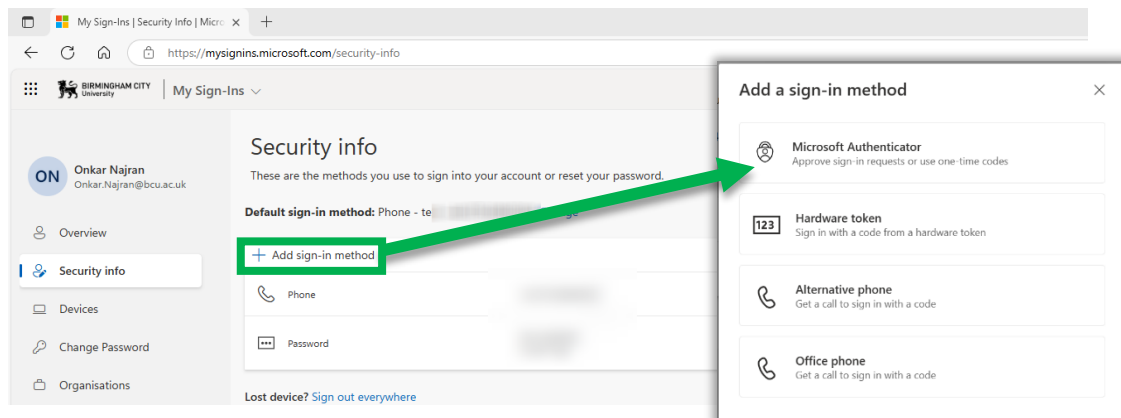 My Sign-Ins | Security Info | Micro
https://mysignins.microsoft.com/security-info
BIRMINGHAM CITY
University
My Sign-Ins
ON
Onkar Najran
Onkar.Najran@bcu.ac.uk
Overview
Security info
Devices
Change Password
Organisations
Security info
These are the methods you use to sign into your account or reset your password.
Default sign-in method: Phone - te
+ Add sign-in method
Phone
Password
Lost device? Sign out everywhere
Add a sign-in method
Microsoft Authenticator
Approve sign-in requests or use one-time codes
123
Hardware token
Sign in with a code from a hardware token
Alternative phone
Get a call to sign in with a code
Office phone
Get a call to sign in with a code